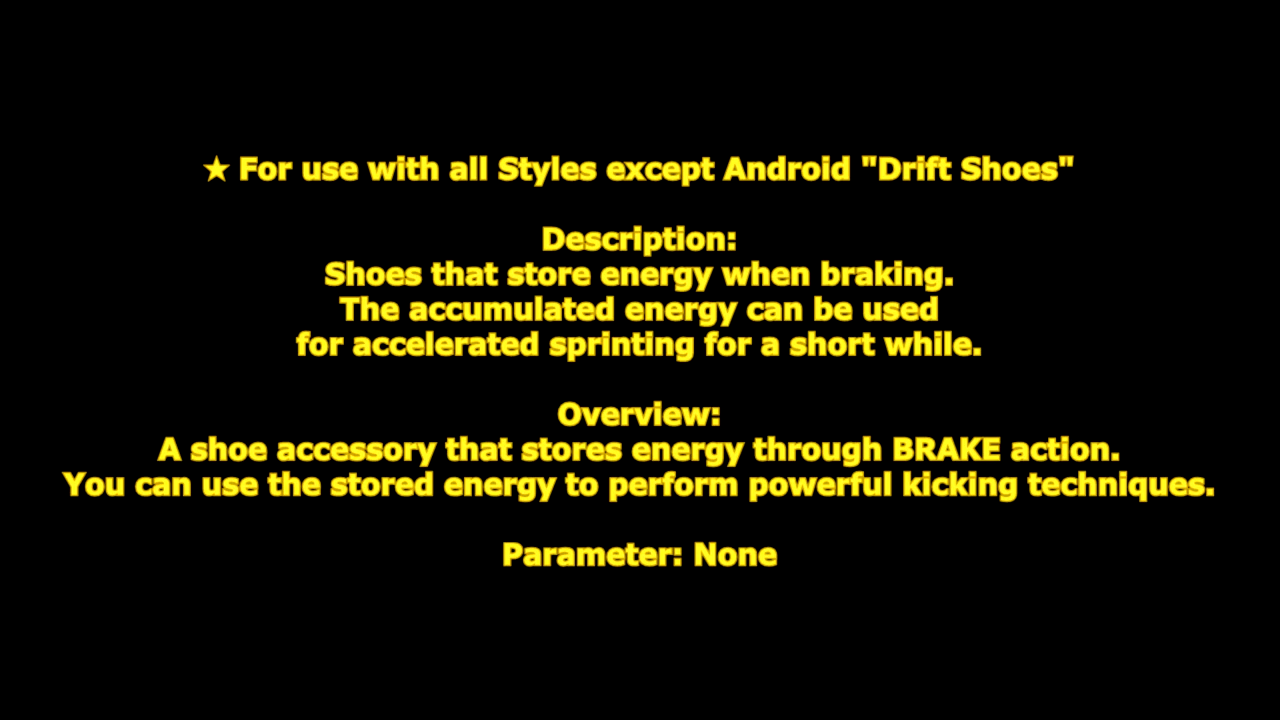 ★ For use with all Styles except Android "Drift Shoes"
Description:
Shoes that store energy when braking.
The accumulated energy can be used
for accelerated sprinting for a short while.
Overview:
A shoe accessory that stores energy through BRAKE action.
You can use the stored energy to perform powerful kicking techniques.
Parameter: None